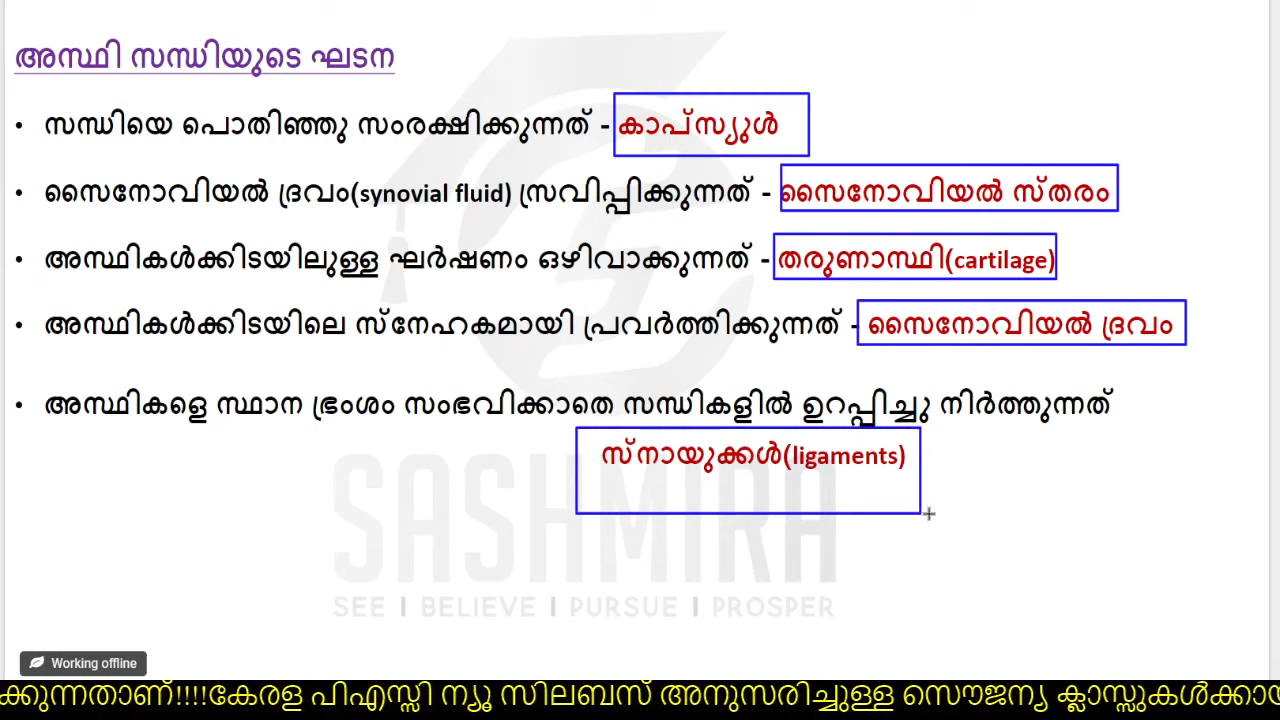 അസ്ഥി സന്ധിയുടെ ഘടന
• സന്ധിയെ പൊതിഞ്ഞു സംരക്ഷിക്കുന്നത് - കാപ്സ്യുൾ
• സൈനോവിയൽ ദ്രവം(synovial fluid) സ്രവിപ്പിക്കുന്നത് - സൈനോവിയൽ സ്തരം
• അസ്ഥികൾക്കിടയിലുള്ള ഘർഷണം ഒഴിവാക്കുന്നത് - തരുണാസ്ഥി(cartilage)
• അസ്ഥികൾക്കിടയിലെ സ്നേഹകമായി പ്രവർത്തിക്കുന്നത് - സൈനോവിയൽ ദ്രവം
• അസ്ഥികളെ സ്ഥാന ഭ്രംശം സംഭവിക്കാതെ സന്ധികളിൽ ഉറപ്പിച്ചു നിർത്തുന്നത്
സ്നായുക്കൾ(ligaments)
SASHMIRA
SEE | BELIEVE | PURSUE | PROSPER
Working offline
ക്കുന്നതാണ്!!!!കേരള പിഎസ്സി ന്യൂ സിലബസ് അനുസരിച്ചുള്ള സൌജന്യ ക്ലാസ്സുകൾക്കായ